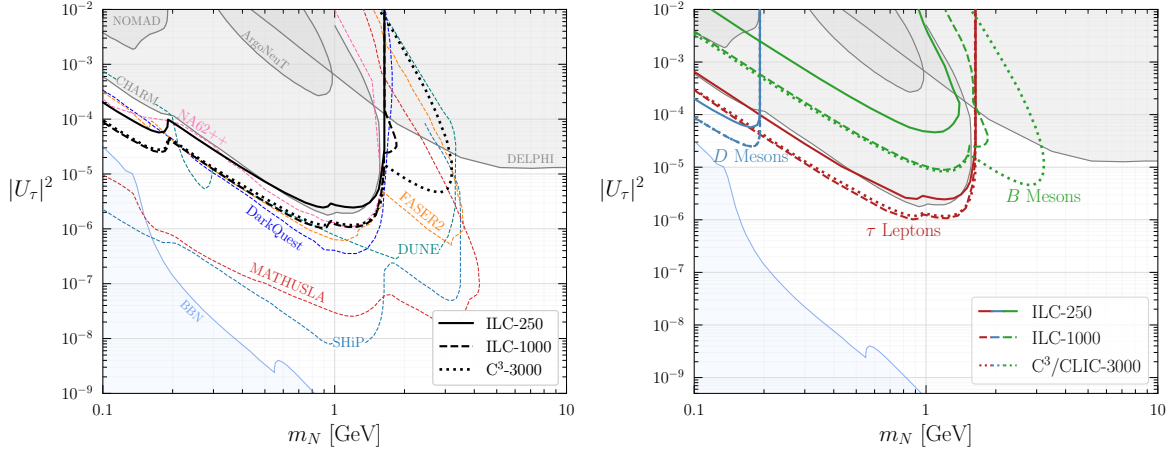 NOMAD
ArgoNeuT
CHARM
NA62++
DELPHI
DarkQuest
FASER2
DUNE
MATHUSLA
BBN
SHiP
ILC-250
ILC-1000
C³-3000
|U_τ|²
10⁻²
10⁻³
10⁻⁴
10⁻⁵
10⁻⁶
10⁻⁷
10⁻⁸
10⁻⁹
0.1
1
10
m_N [GeV]
D Mesons
B Mesons
τ Leptons
ILC-250
ILC-1000
C³/CLIC-3000
|U_τ|²
10⁻²
10⁻³
10⁻⁴
10⁻⁵
10⁻⁶
10⁻⁷
10⁻⁸
10⁻⁹
0.1
1
10
m_N [GeV]